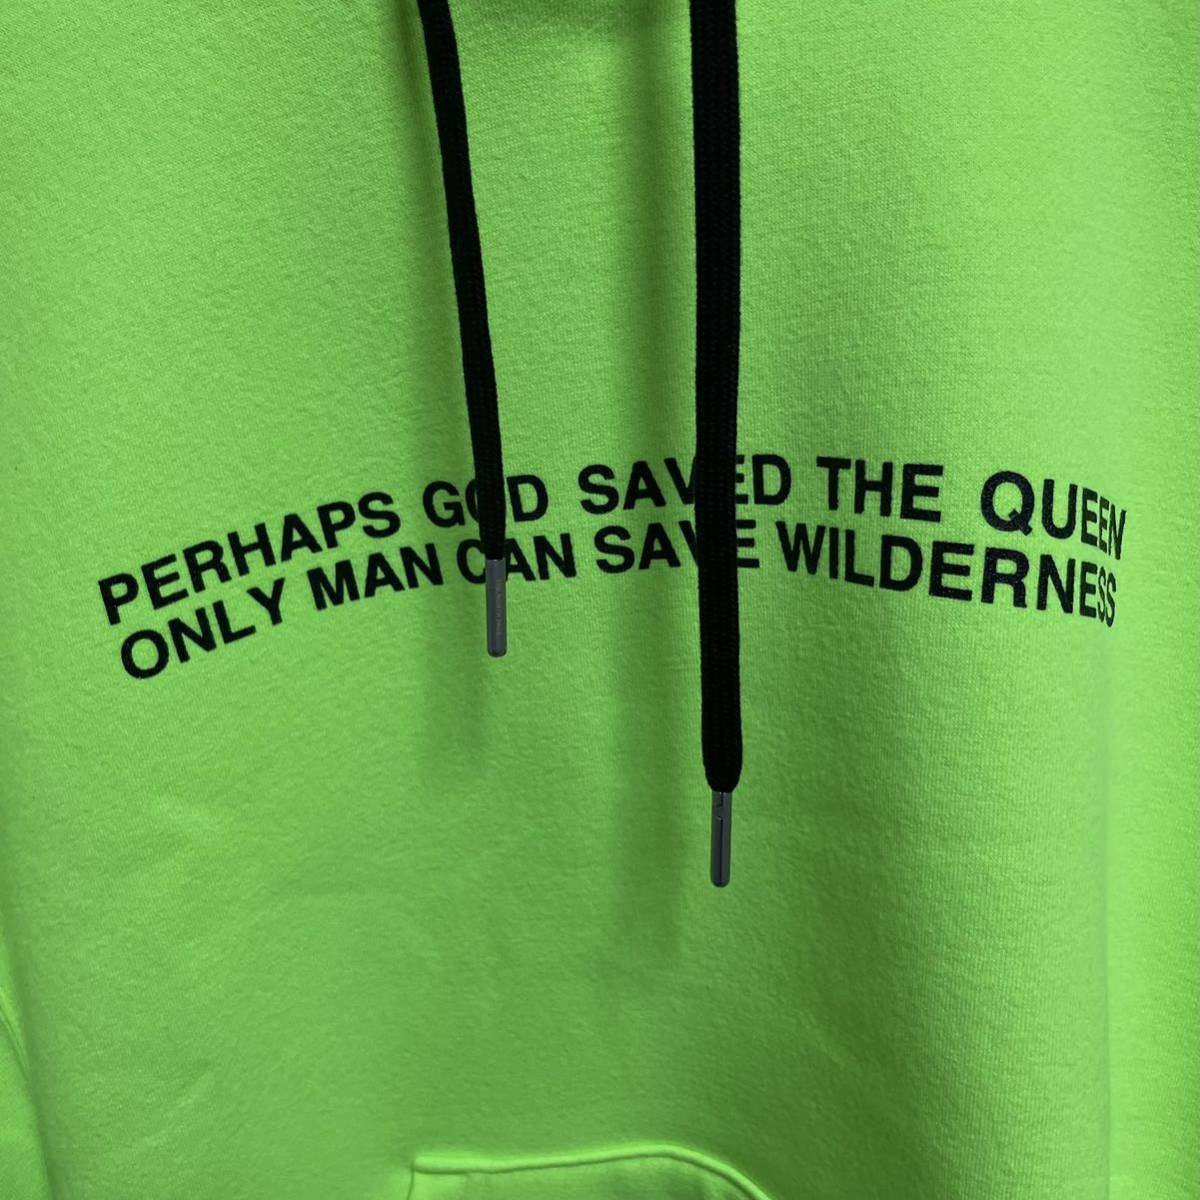 PERHAPS GOD SAVED THE QUEEN
ONLY MAN CAN SAVE WILDERNESS